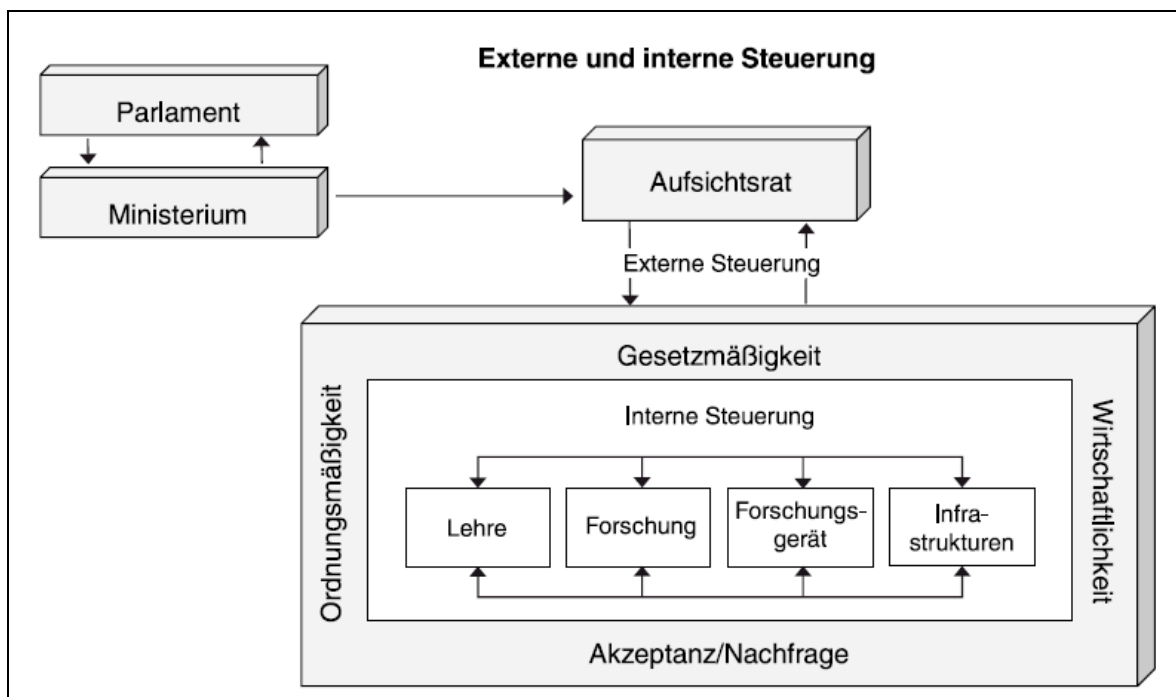 Externe und interne Steuerung
Parlament
Ministerium
Aufsichtsrat
Externe Steuerung
Gesetzmäßigkeit
Ordnungsmäßigkeit
Wirtschaftlichkeit
Interne Steuerung
Lehre
Forschung
Forschungs-
gerät
Infra-
strukturen
Akzeptanz/Nachfrage